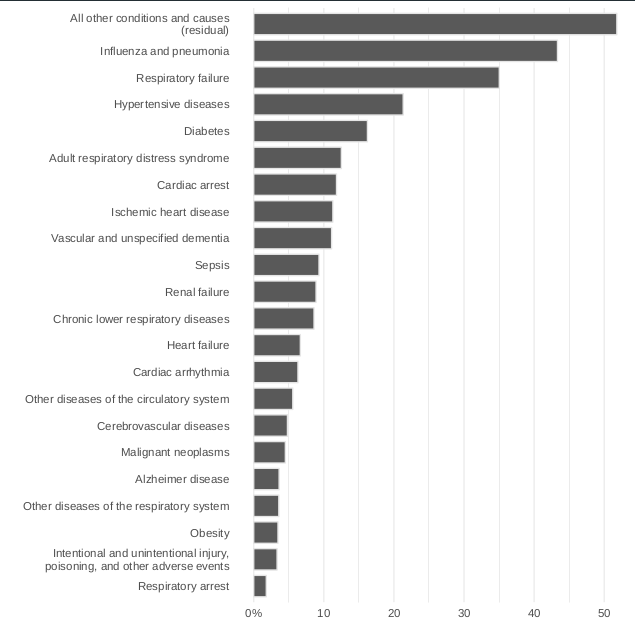 All other conditions and causes
(residual)
Influenza and pneumonia
Respiratory failure
Hypertensive diseases
Diabetes
Adult respiratory distress syndrome
Cardiac arrest
Ischemic heart disease
Vascular and unspecified dementia
Sepsis
Renal failure
Chronic lower respiratory diseases
Heart failure
Cardiac arrhythmia
Other diseases of the circulatory system
Cerebrovascular diseases
Malignant neoplasms
Alzheimer disease
Other diseases of the respiratory system
Obesity
Intentional and unintentional injury,
poisoning, and other adverse events
Respiratory arrest
0% 10 20 30 40 50